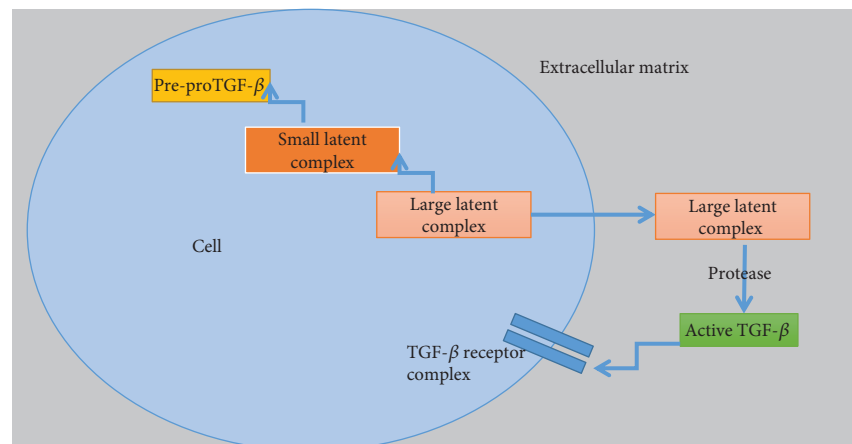 Extracellular matrix
Pre-proTGF-β
Small latent
complex
Large latent
complex
Large latent
complex
Cell
Protease
Active TGF-β
TGF-β receptor
complex